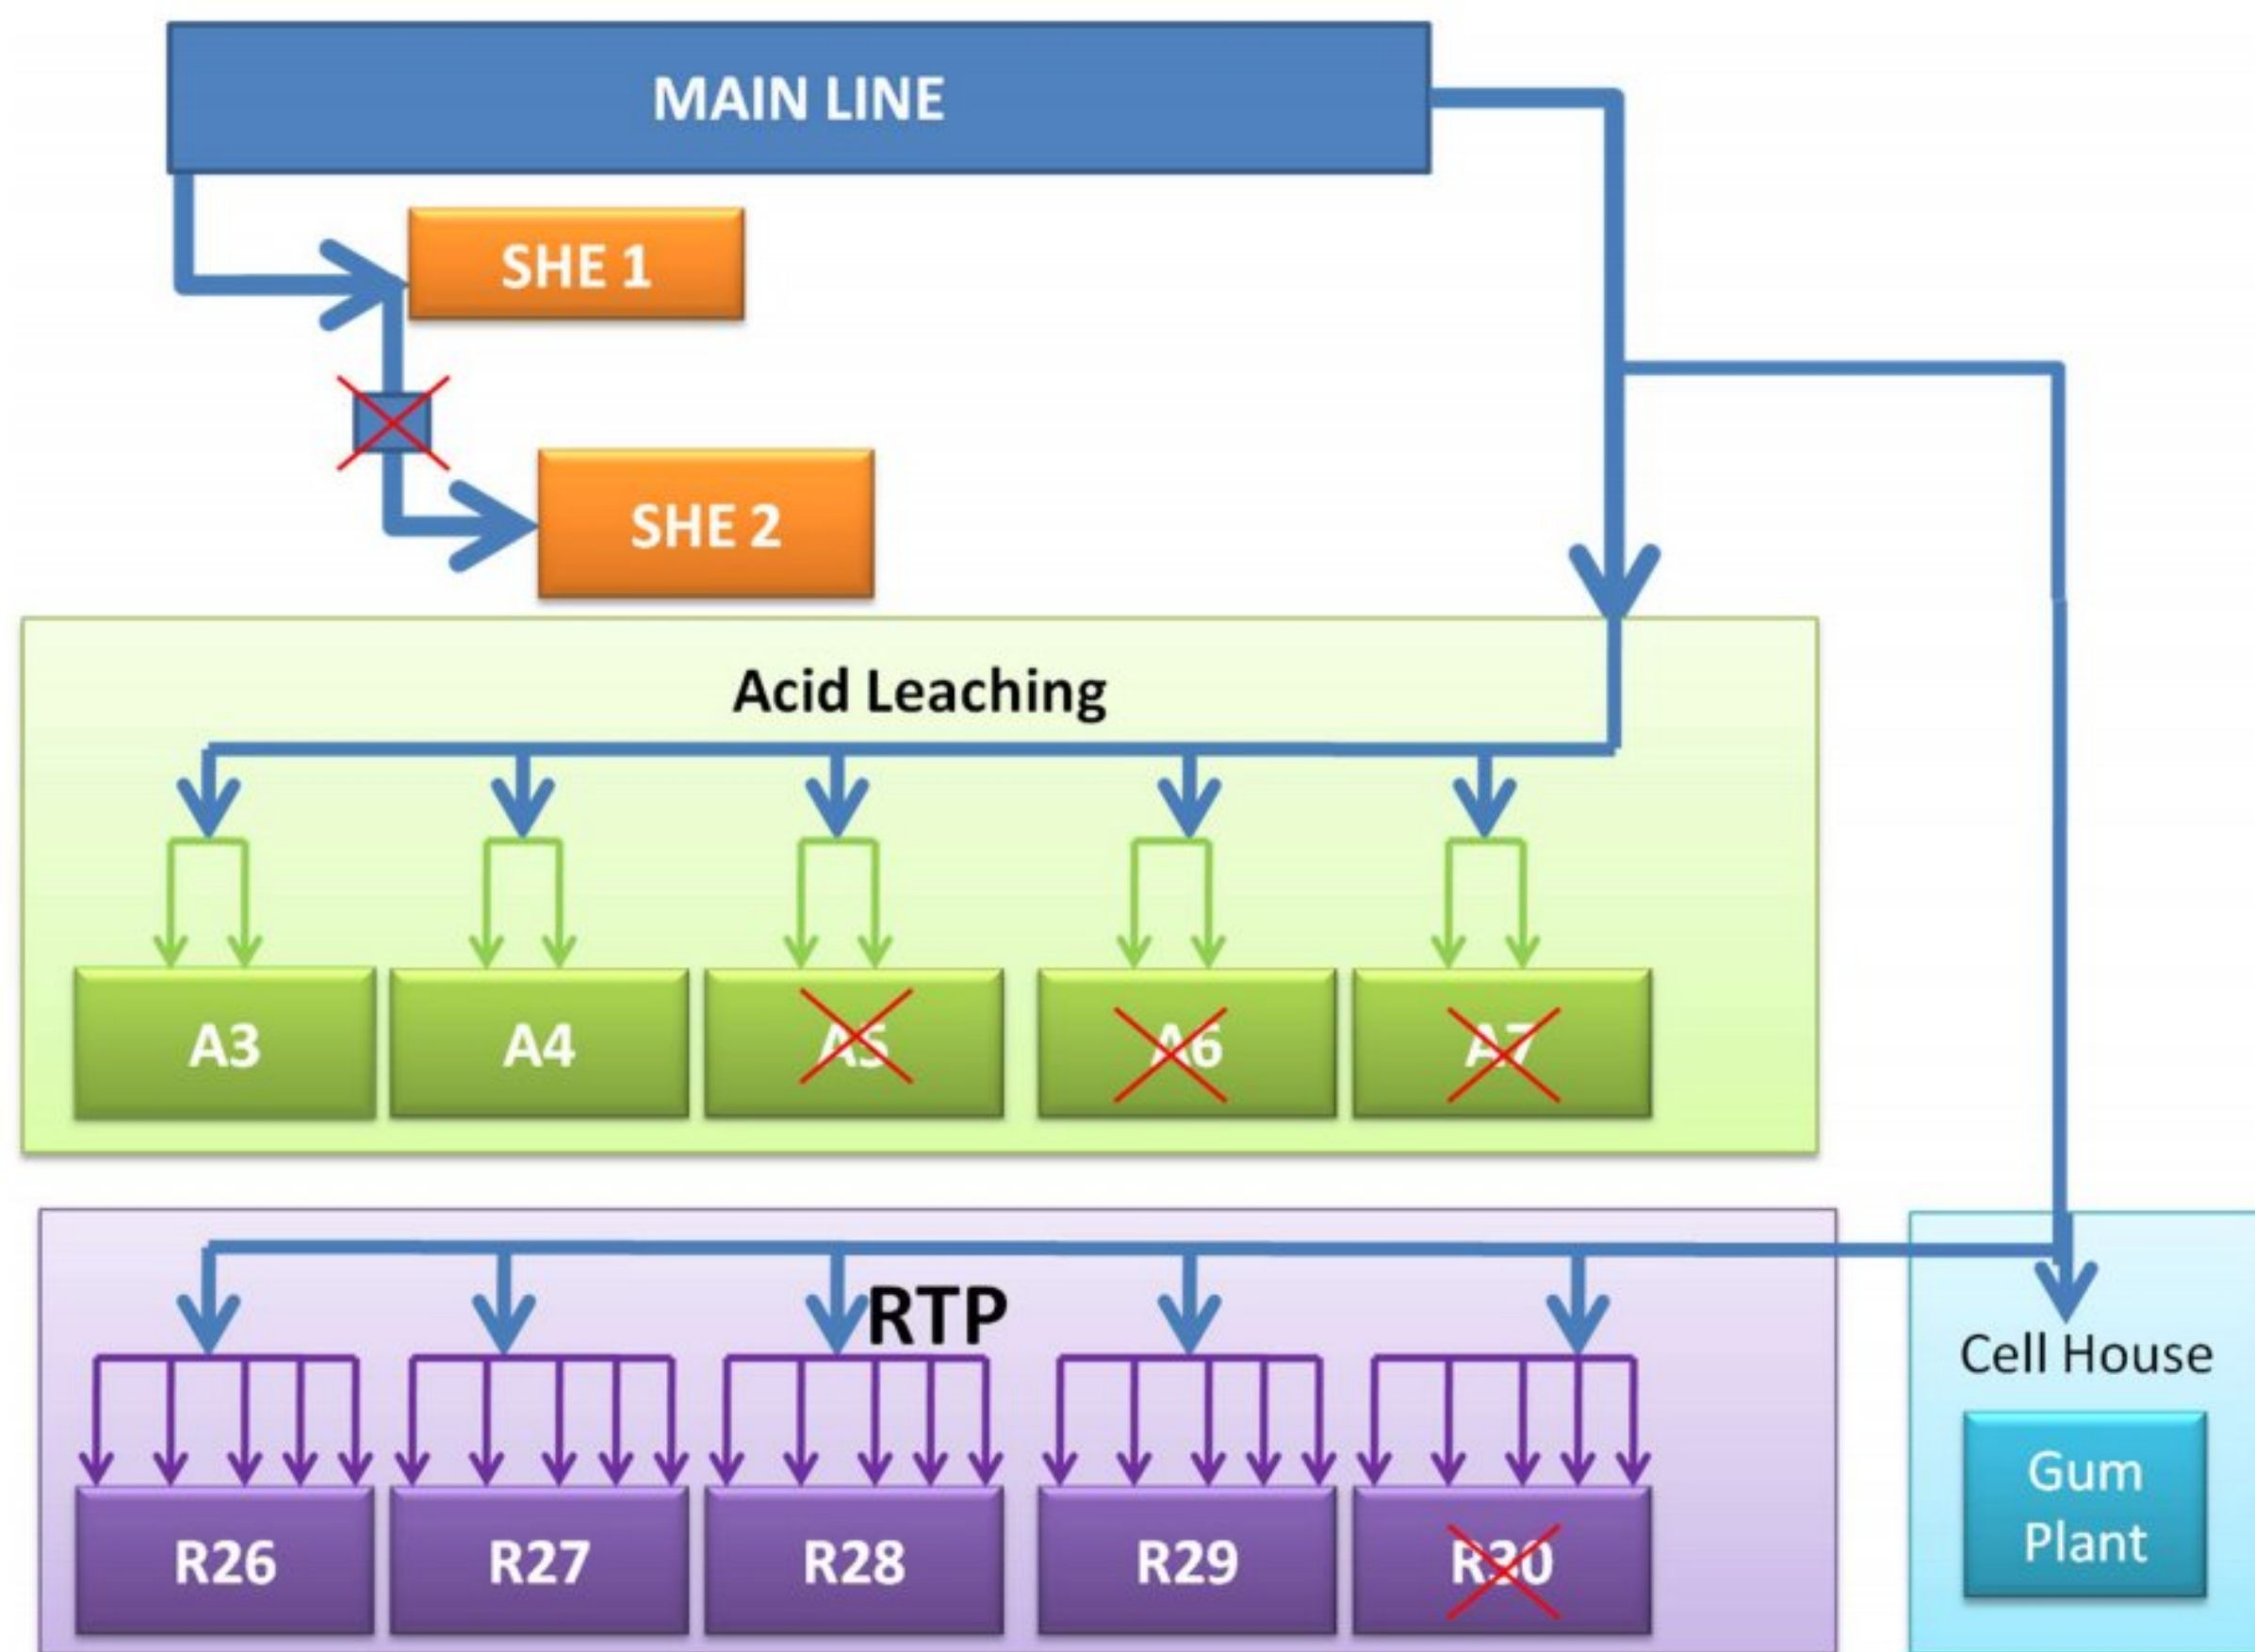 MAIN LINE
SHE 1
SHE 2
Acid Leaching
A3
A4
A5
A6
A7
RTP
R26
R27
R28
R29
R30
Cell House
Gum
Plant